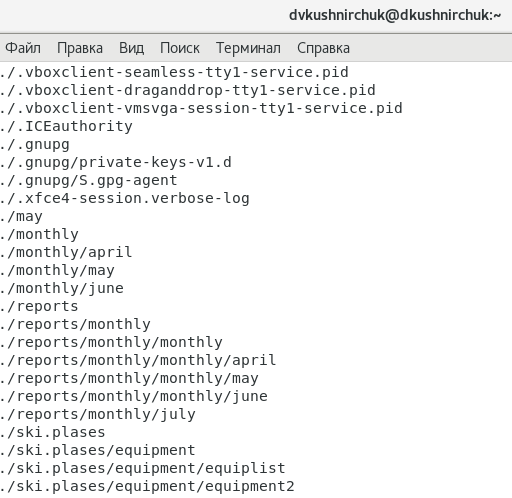 dvkushnirchuk@dkushnirchuk:~
Файл Правка Вид Поиск Терминал Справка
./.vboxclient-seamless-tty1-service.pid
./.vboxclient-draganddrop-tty1-service.pid
./.vboxclient-vmsvga-session-tty1-service.pid
./.ICEauthority
./.gnupg
./.gnupg/private-keys-v1.d
./.gnupg/S.gpg-agent
./.xfce4-session.verbose-log
./may
./monthly
./monthly/april
./monthly/may
./monthly/june
./reports
./reports/monthly
./reports/monthly/monthly
./reports/monthly/monthly/april
./reports/monthly/monthly/may
./reports/monthly/monthly/june
./reports/monthly/july
./ski.plases
./ski.plases/equipment
./ski.plases/equipment/equiplist
./ski.plases/equipment/equipment2